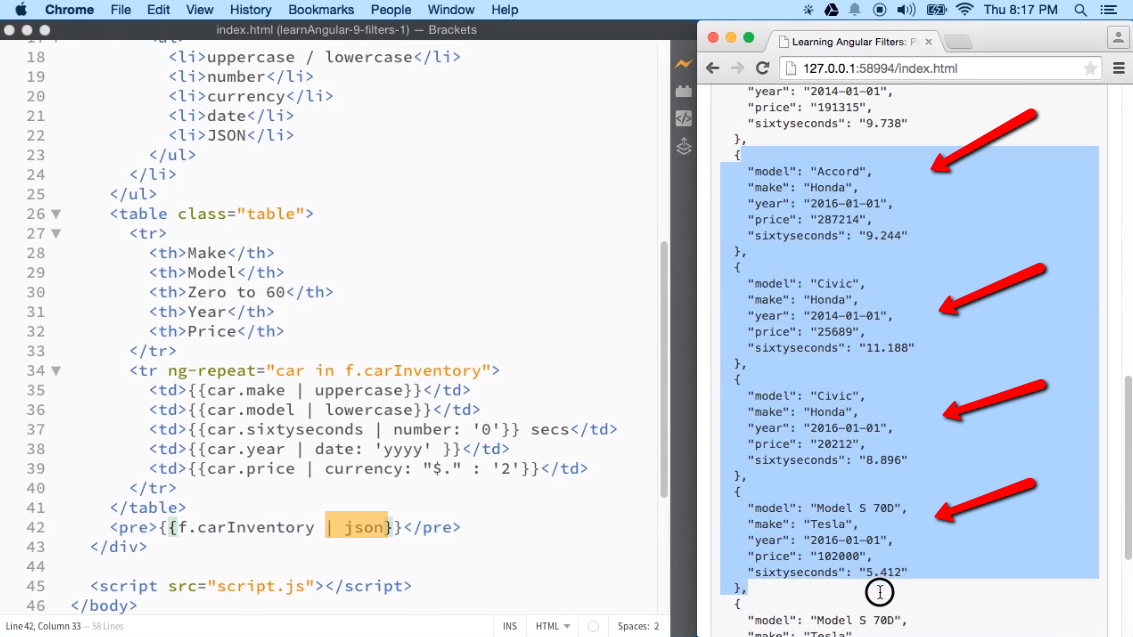 Chrome File Edit View History Bookmarks People Window Help Thu 8:17 PM
index.html (learnAngular-9-filters-1) — Brackets
18 <li>uppercase / lowercase</li>
19 <li>number</li>
20 <li>currency</li>
21 <li>date</li>
22 <li>JSON</li>
23 </ul>
24 </li>
25 </ul>
26 <table class="table">
27 <tr>
28 <th>Make</th>
29 <th>Model</th>
30 <th>Zero to 60</th>
31 <th>Year</th>
32 <th>Price</th>
33 </tr>
34 <tr ng-repeat="car in f.carInventory">
35 <td>{{car.make | uppercase}}</td>
36 <td>{{car.model | lowercase}}</td>
37 <td>{{car.sixtyseconds | number: '0'}} secs</td>
38 <td>{{car.year | date: 'yyyy' }}</td>
39 <td>{{car.price | currency: "$." : '2'}}</td>
40 </tr>
41 </table>
42 <pre>{{f.carInventory | json}}</pre>
43 </div>
44
45 <script src="script.js"></script>
46 </body>
Line 42, Column 33 — 58 Lines
INS HTML Spaces: 2
Learning Angular Filters: P
127.0.0.1:58994/index.html
"year": "2014-01-01",
"price": "191315",
"sixtyseconds": "9.738"
},
{
"model": "Accord",
"make": "Honda",
"year": "2016-01-01",
"price": "287214",
"sixtyseconds": "9.244"
},
{
"model": "Civic",
"make": "Honda",
"year": "2014-01-01",
"price": "25689",
"sixtyseconds": "11.188"
},
{
"model": "Civic",
"make": "Honda",
"year": "2016-01-01",
"price": "20212",
"sixtyseconds": "8.896"
},
{
"model": "Model S 70D",
"make": "Tesla",
"year": "2016-01-01",
"price": "102000",
"sixtyseconds": "5.412"
},
{
"model": "Model S 70D",
"make": "Tesla",